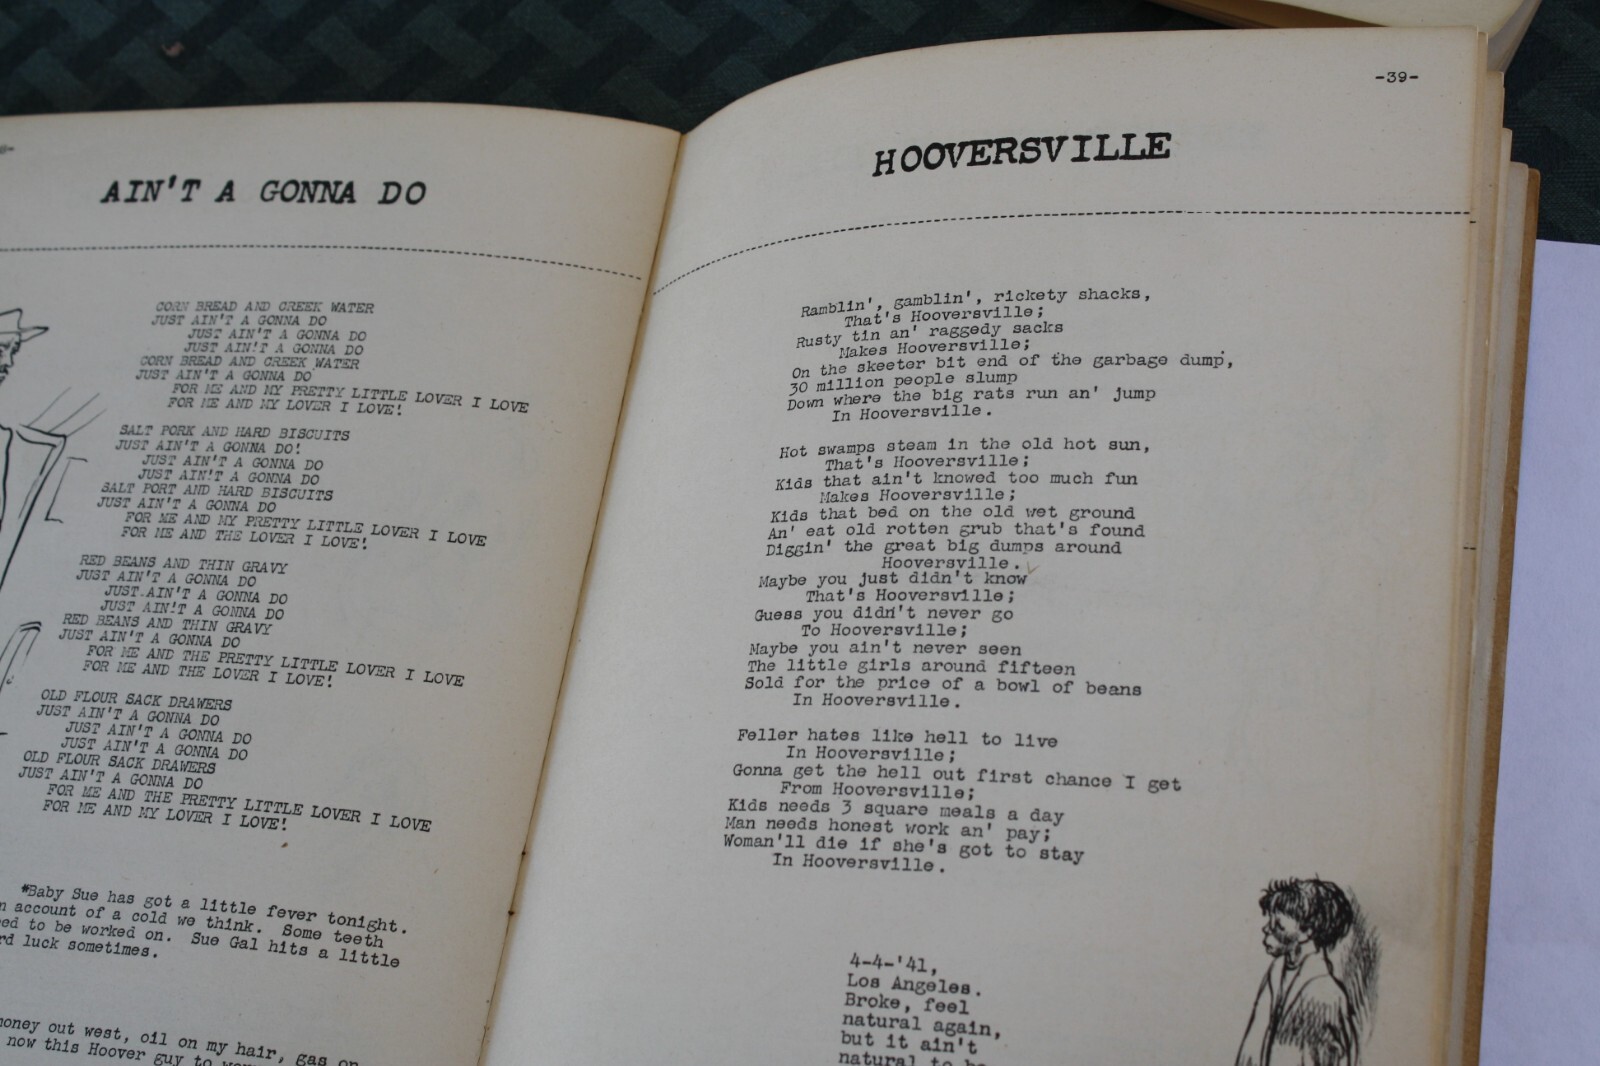 AIN'T A GONNA DO
CORN BREAD AND CREEK WATER
JUST AIN'T A GONNA DO
JUST AIN'T A GONNA DO
JUST AIN!T A GONNA DO
CORN BREAD AND CREEK WATER
JUST AIN'T A GONNA DO
FOR ME AND MY PRETTY LITTLE LOVER I LOVE
FOR ME AND MY LOVER I LOVE!
SALT PORK AND HARD BISCUITS
JUST AIN'T A GONNA DO!
JUST AIN'T A GONNA DO
JUST AIN!T A GONNA DO
SALT PORT AND HARD BISCUITS
JUST AIN'T A GONNA DO
FOR ME AND MY PRETTY LITTLE LOVER I LOVE
FOR ME AND THE LOVER I LOVE!
RED BEANS AND THIN GRAVY
JUST AIN'T A GONNA DO
JUST AIN'T A GONNA DO
JUST AIN!T A GONNA DO
RED BEANS AND THIN GRAVY
JUST AIN'T A GONNA DO
FOR ME AND THE PRETTY LITTLE LOVER I LOVE
FOR ME AND THE LOVER I LOVE!
OLD FLOUR SACK DRAWERS
JUST AIN'T A GONNA DO
JUST AIN'T A GONNA DO
JUST AIN'T A GONNA DO
OLD FLOUR SACK DRAWERS
JUST AIN'T A GONNA DO
FOR ME AND THE PRETTY LITTLE LOVER I LOVE
FOR ME AND MY LOVER I LOVE!
*Baby Sue has got a little fever tonight.
account of a cold we think. Some teeth
to be worked on. Sue Gal hits a little
luck sometimes.
out west, oil on my hair, gas on
now this Hoover guy to
-39-
HOOVERSVILLE
Ramblin', gamblin', rickety shacks,
That's Hooversville;
Rusty tin an' raggedy sacks
Makes Hooversville;
On the skeeter bit end of the garbage dump,
30 million people slump
Down where the big rats run an' jump
In Hooversville.
Hot swamps steam in the old hot sun,
That's Hooversville;
Kids that ain't knowed too much fun
Makes Hooversville;
Kids that bed on the old wet ground
An' eat old rotten grub that's found
Diggin' the great big dumps around
Hooversville.
Maybe you just didn't know
That's Hooversville;
Guess you didn't never go
To Hooversville;
Maybe you ain't never seen
The little girls around fifteen
Sold for the price of a bowl of beans
In Hooversville.
Feller hates like hell to live
In Hooversville;
Gonna get the hell out first chance I get
From Hooversville;
Kids needs 3 square meals a day
Man needs honest work an' pay;
Woman'll die if she's got to stay
In Hooversville.
4-4-'41,
Los Angeles.
Broke, feel
natural again,
but it ain't
natural to be